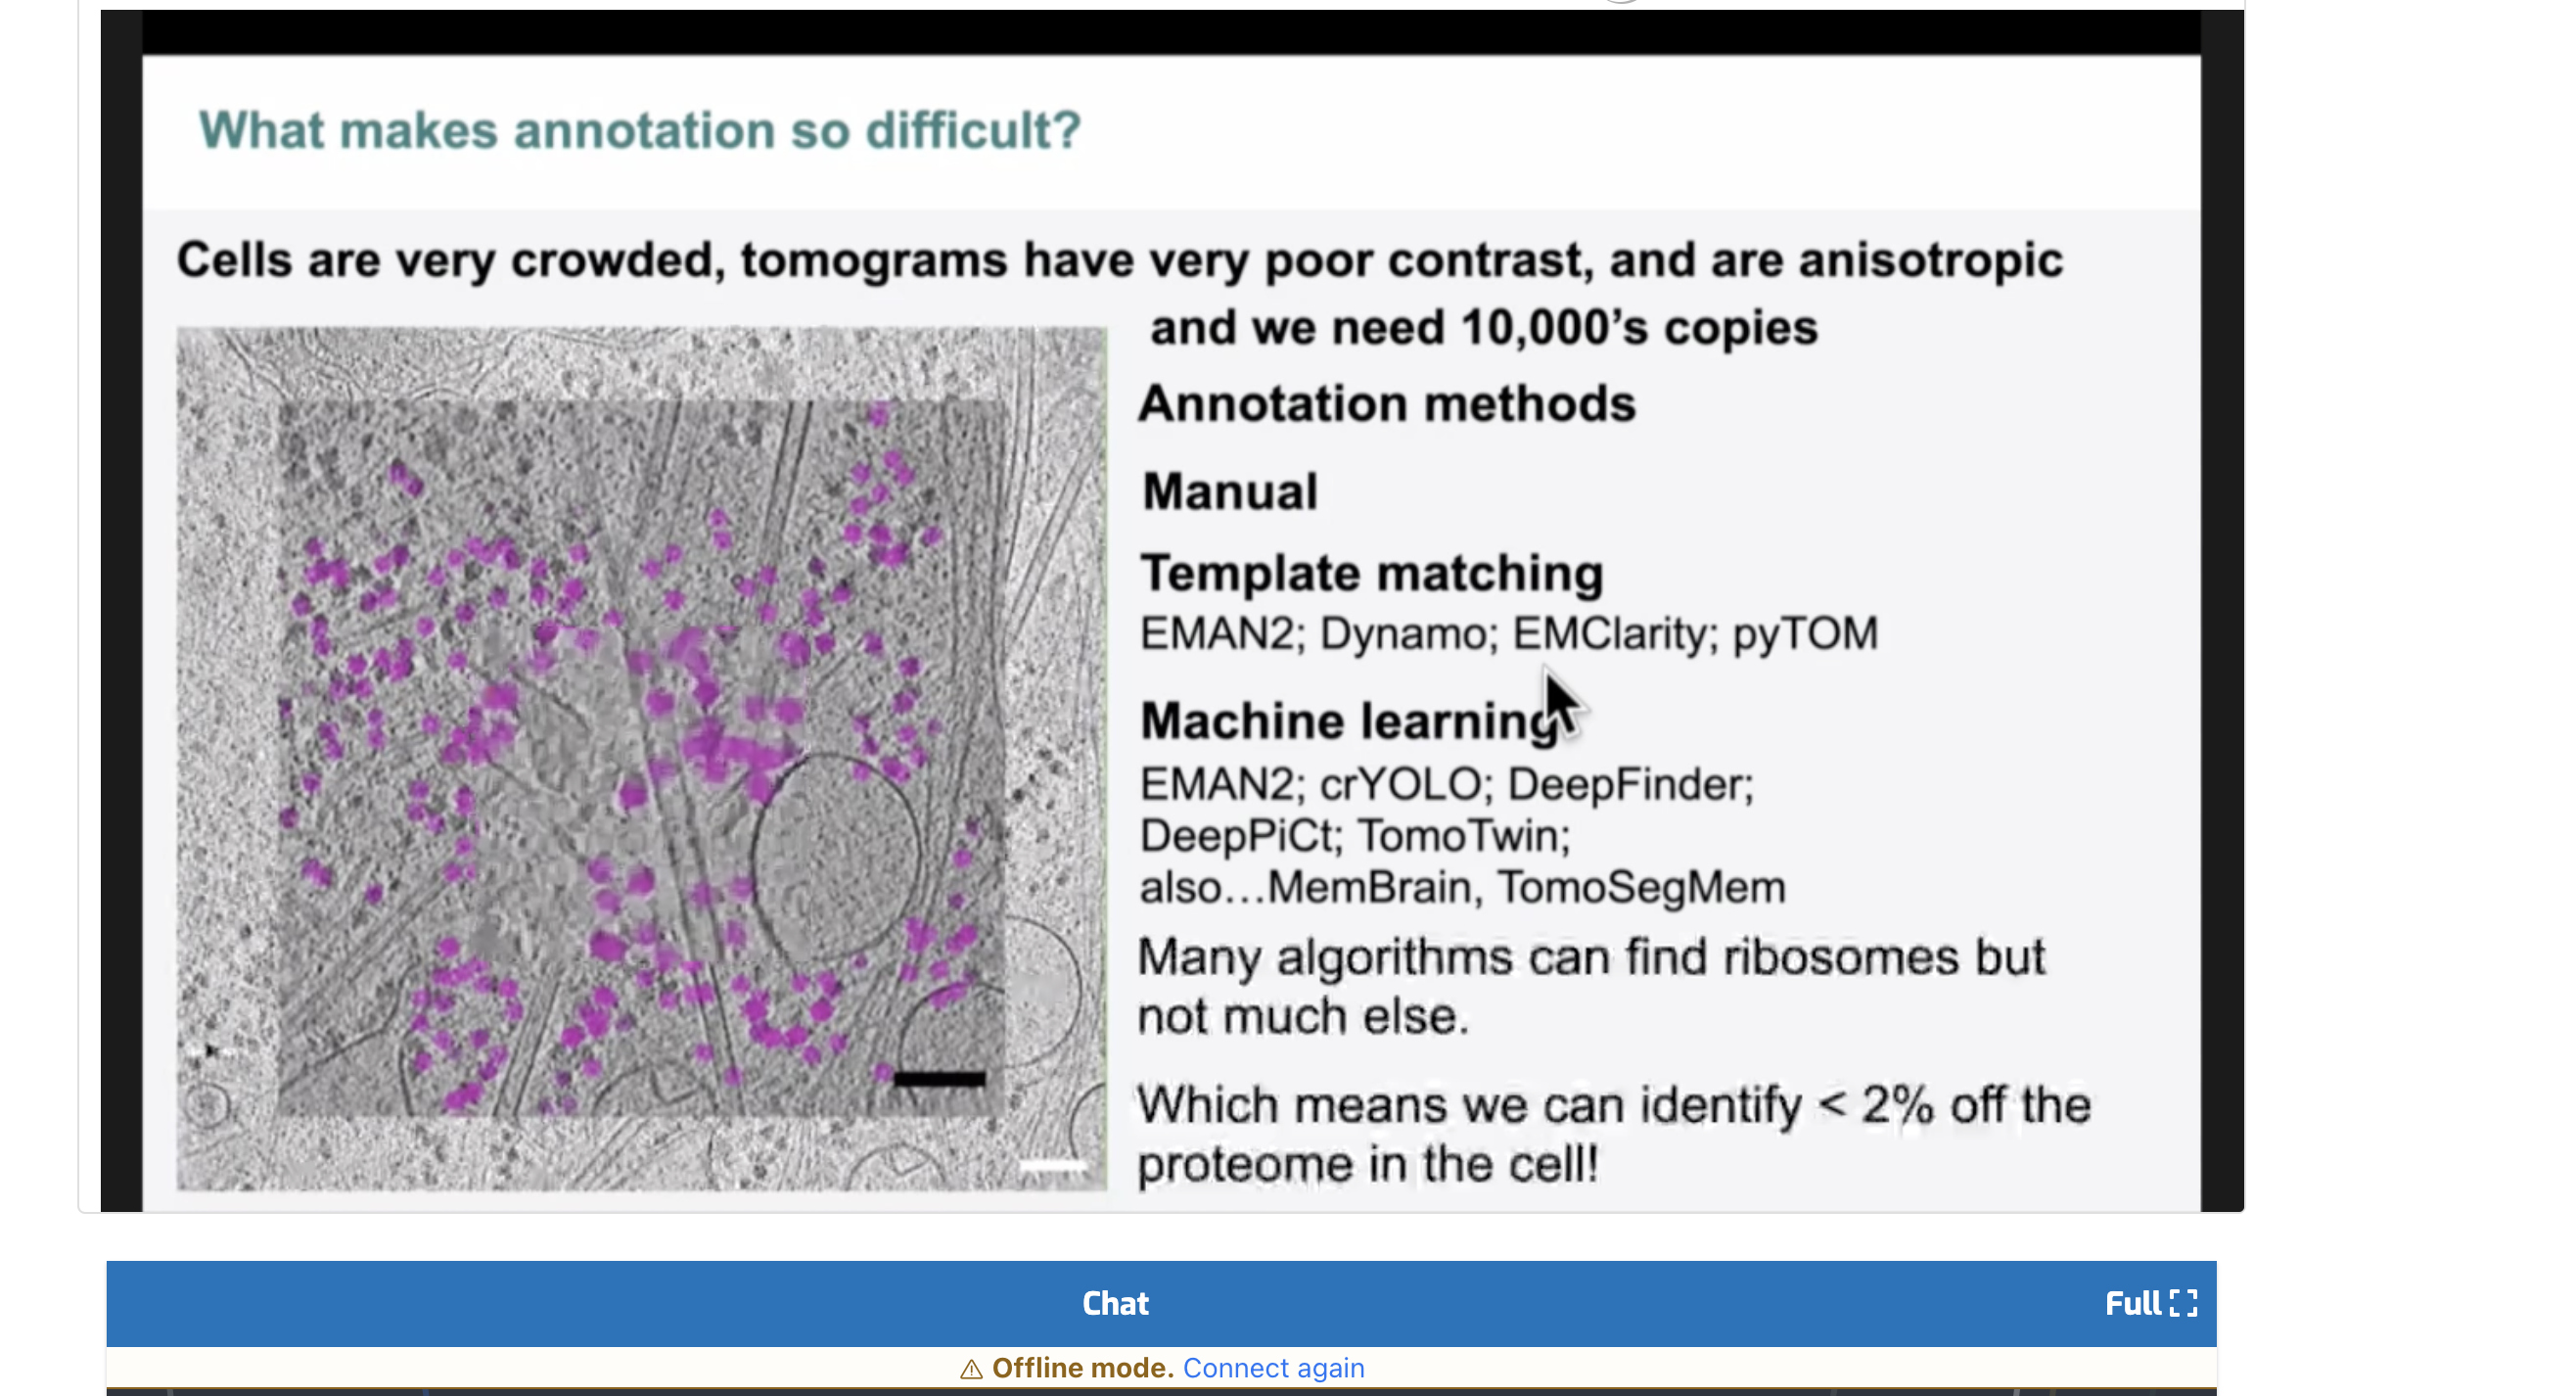 What makes annotation so difficult?
Cells are very crowded, tomograms have very poor contrast, and are anisotropic
and we need 10,000's copies
Annotation methods
Manual
Template matching
EMAN2; Dynamo; EMClarity; pyTOM
Machine learning
EMAN2; crYOLO; DeepFinder;
DeepPiCt; TomoTwin;
also...MemBrain, TomoSegMem
Many algorithms can find ribosomes but
not much else.
Which means we can identify < 2% off the
proteome in the cell!
Chat
Full
Offline mode. Connect again